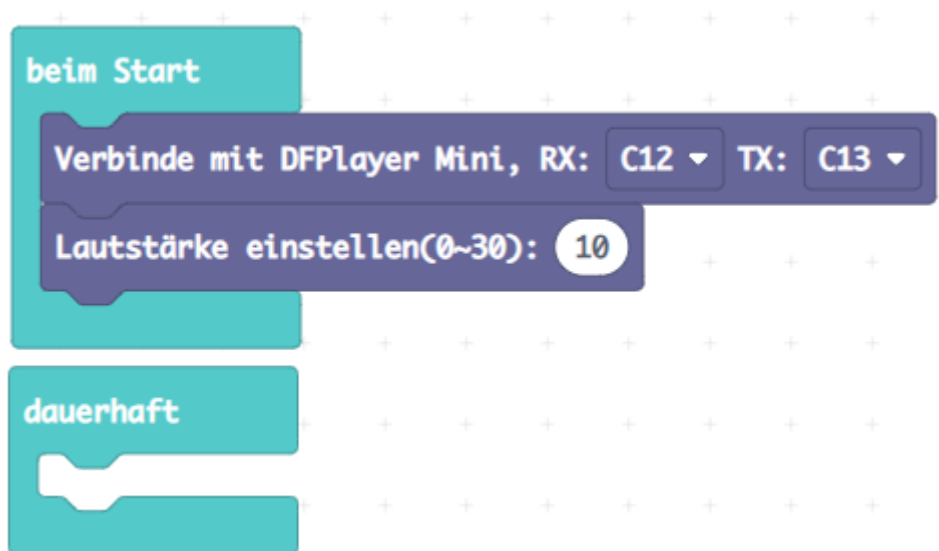 beim Start
Verbinde mit DFPlayer Mini, RX: C12 TX: C13
Lautstärke einstellen(0~30): 10
dauerhaft